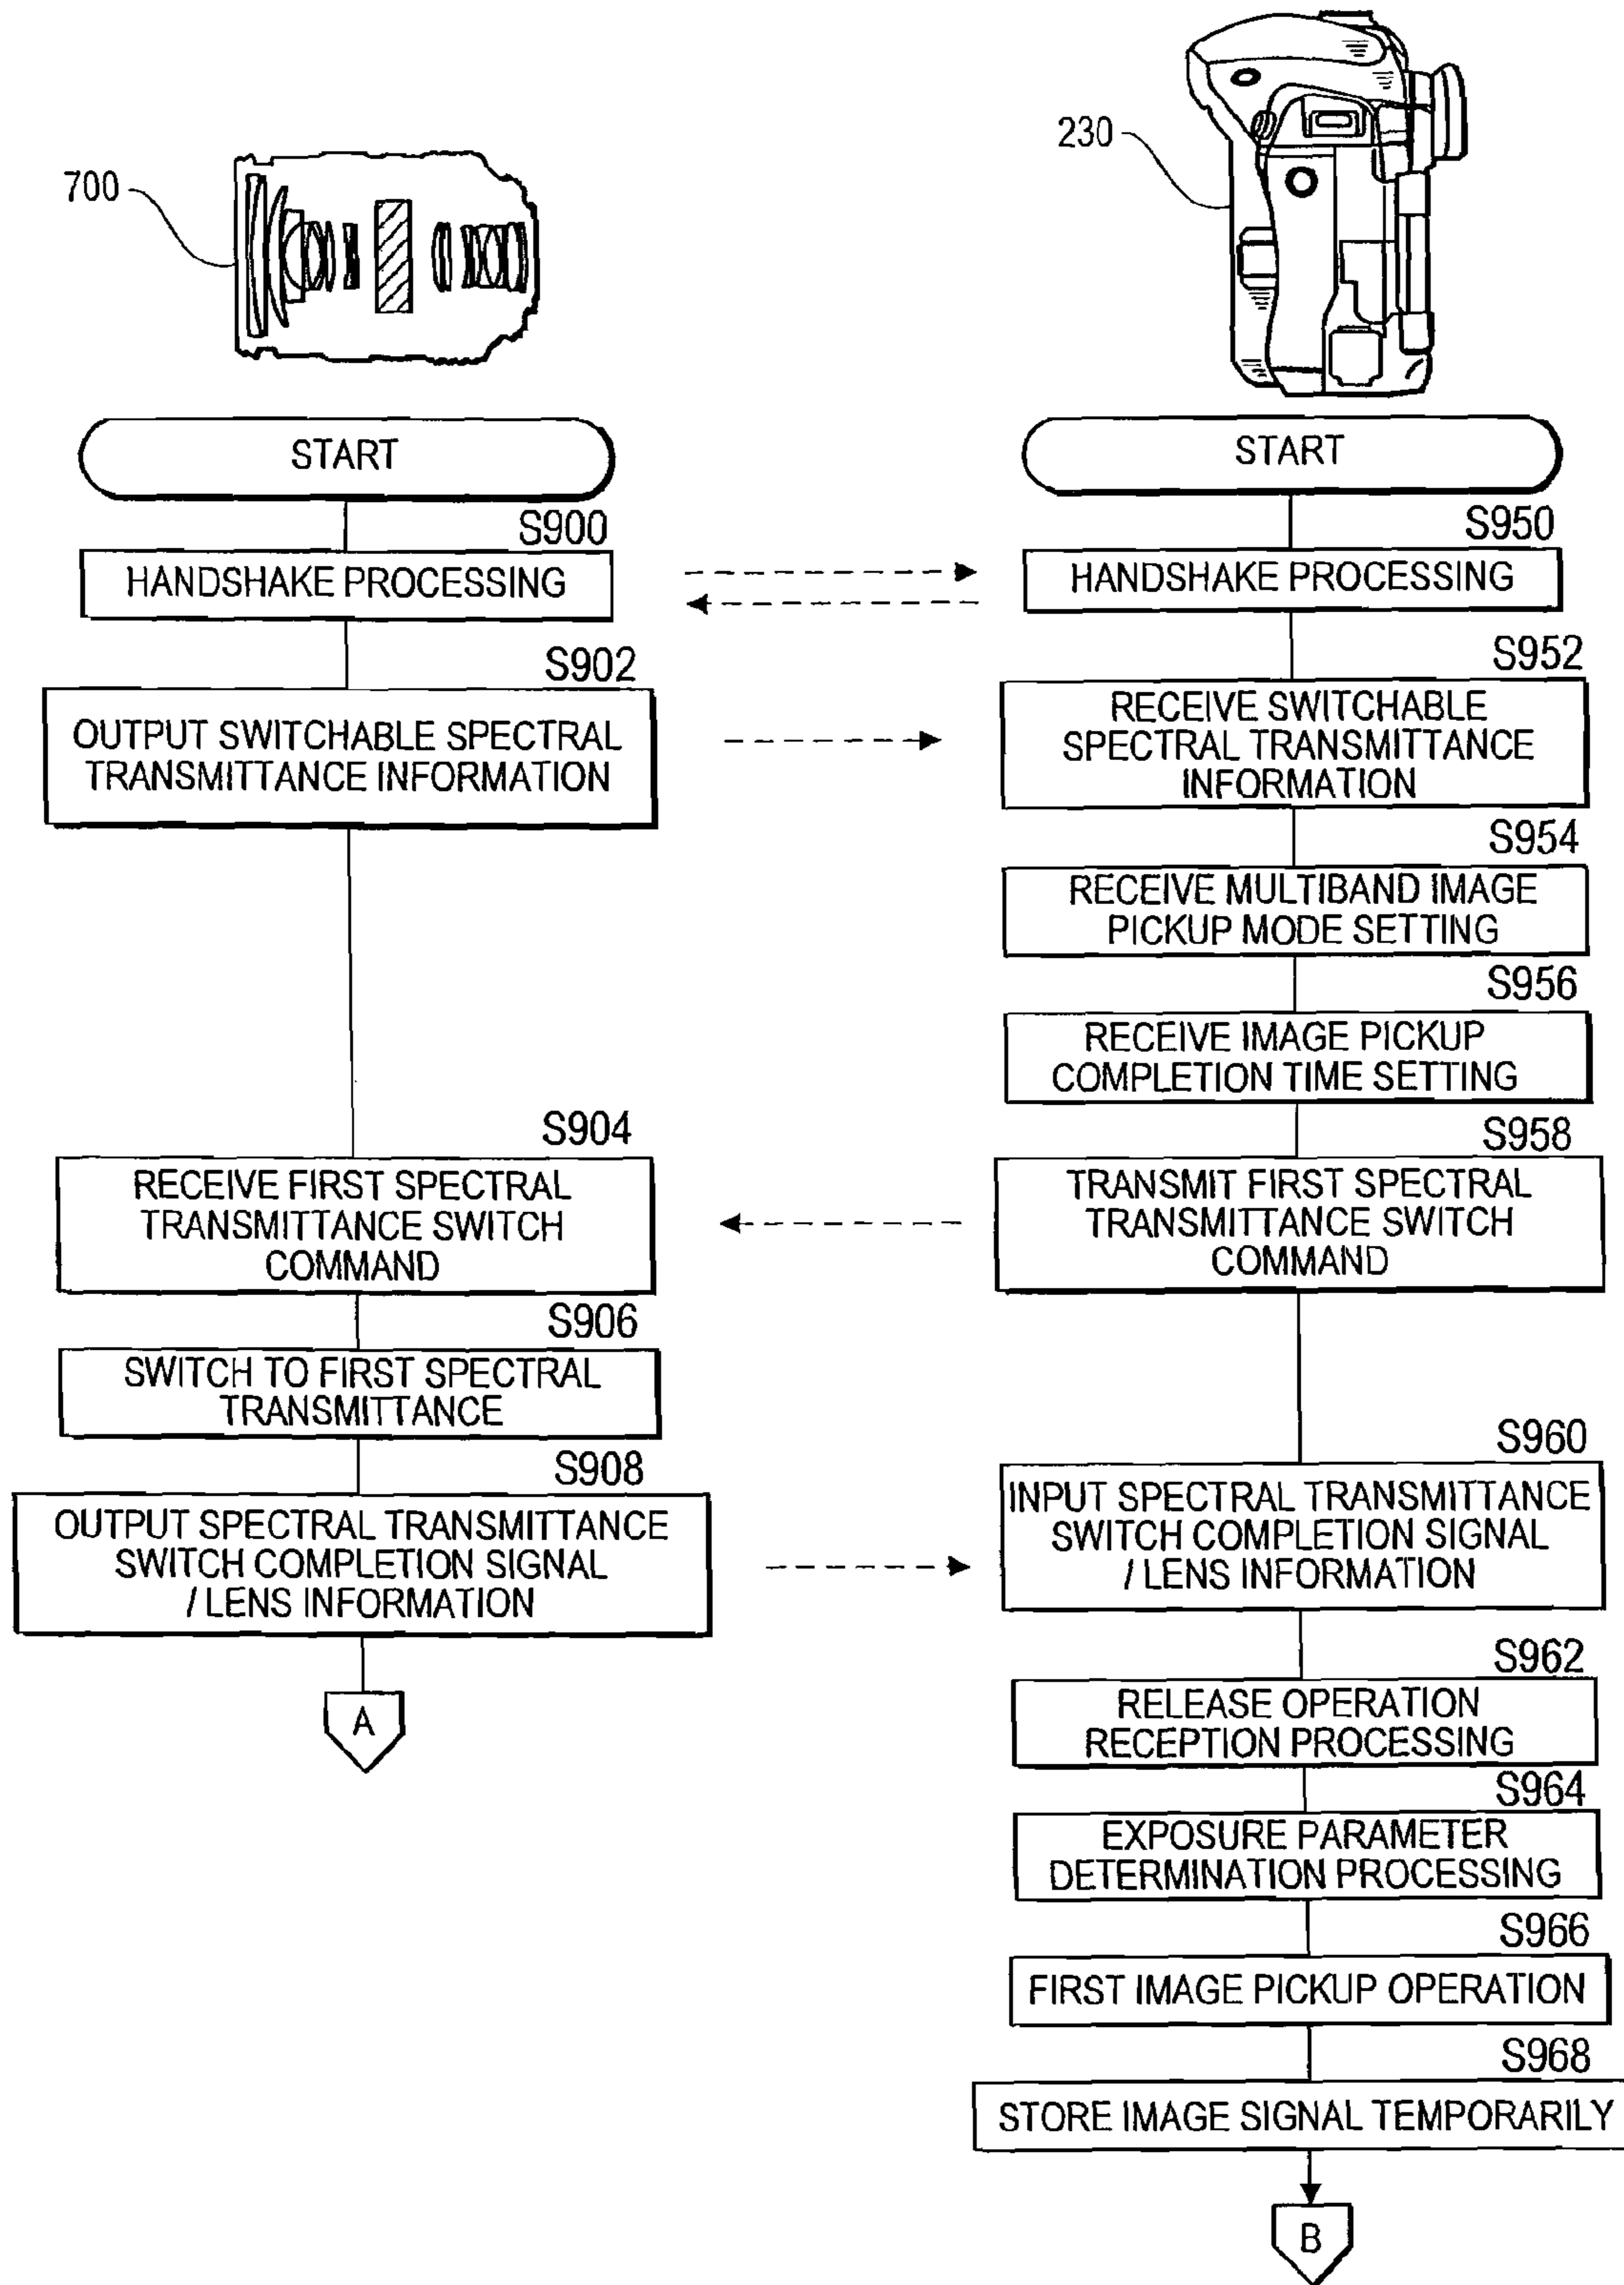 700
230
START
S900
HANDSHAKE PROCESSING
S902
OUTPUT SWITCHABLE SPECTRAL
TRANSMITTANCE INFORMATION
S904
RECEIVE FIRST SPECTRAL
TRANSMITTANCE SWITCH
COMMAND
S906
SWITCH TO FIRST SPECTRAL
TRANSMITTANCE
S908
OUTPUT SPECTRAL TRANSMITTANCE
SWITCH COMPLETION SIGNAL
/ LENS INFORMATION
A
START
S950
HANDSHAKE PROCESSING
S952
RECEIVE SWITCHABLE
SPECTRAL TRANSMITTANCE
INFORMATION
S954
RECEIVE MULTIBAND IMAGE
PICKUP MODE SETTING
S956
RECEIVE IMAGE PICKUP
COMPLETION TIME SETTING
S958
TRANSMIT FIRST SPECTRAL
TRANSMITTANCE SWITCH
COMMAND
S960
INPUT SPECTRAL TRANSMITTANCE
SWITCH COMPLETION SIGNAL
/ LENS INFORMATION
S962
RELEASE OPERATION
RECEPTION PROCESSING
S964
EXPOSURE PARAMETER
DETERMINATION PROCESSING
S966
FIRST IMAGE PICKUP OPERATION
S968
STORE IMAGE SIGNAL TEMPORARILY
B